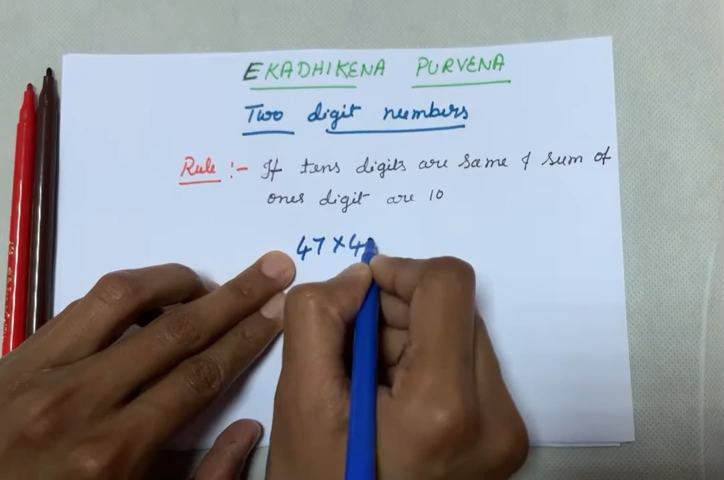 EKADHIKENA PURVENA
Two digit numbers
Rule :- If tens digits are same & sum of
ones digit are 10
47 × 4